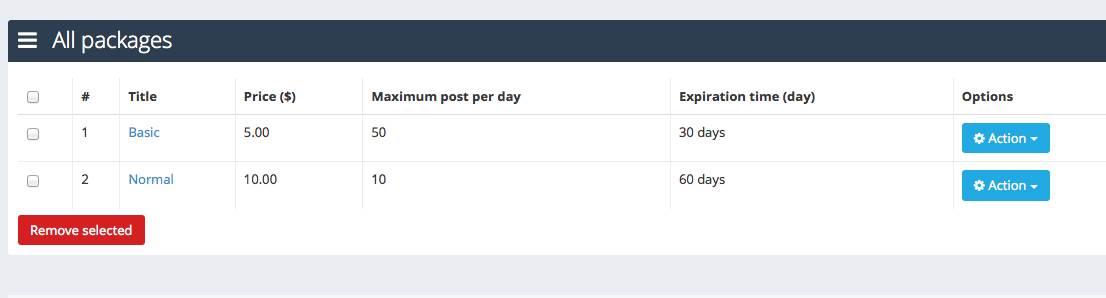 All packages
# Title Price ($) Maximum post per day Expiration time (day) Options
1 Basic 5.00 50 30 days Action
2 Normal 10.00 10 60 days Action
Remove selected